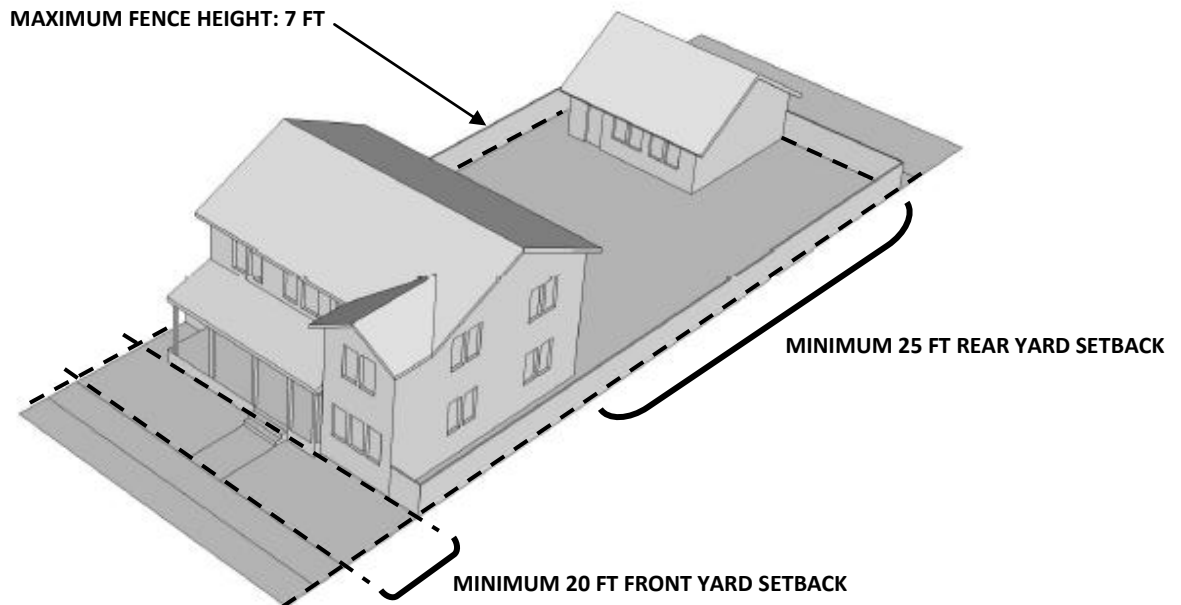 MAXIMUM FENCE HEIGHT: 7 FT
MINIMUM 25 FT REAR YARD SETBACK
MINIMUM 20 FT FRONT YARD SETBACK